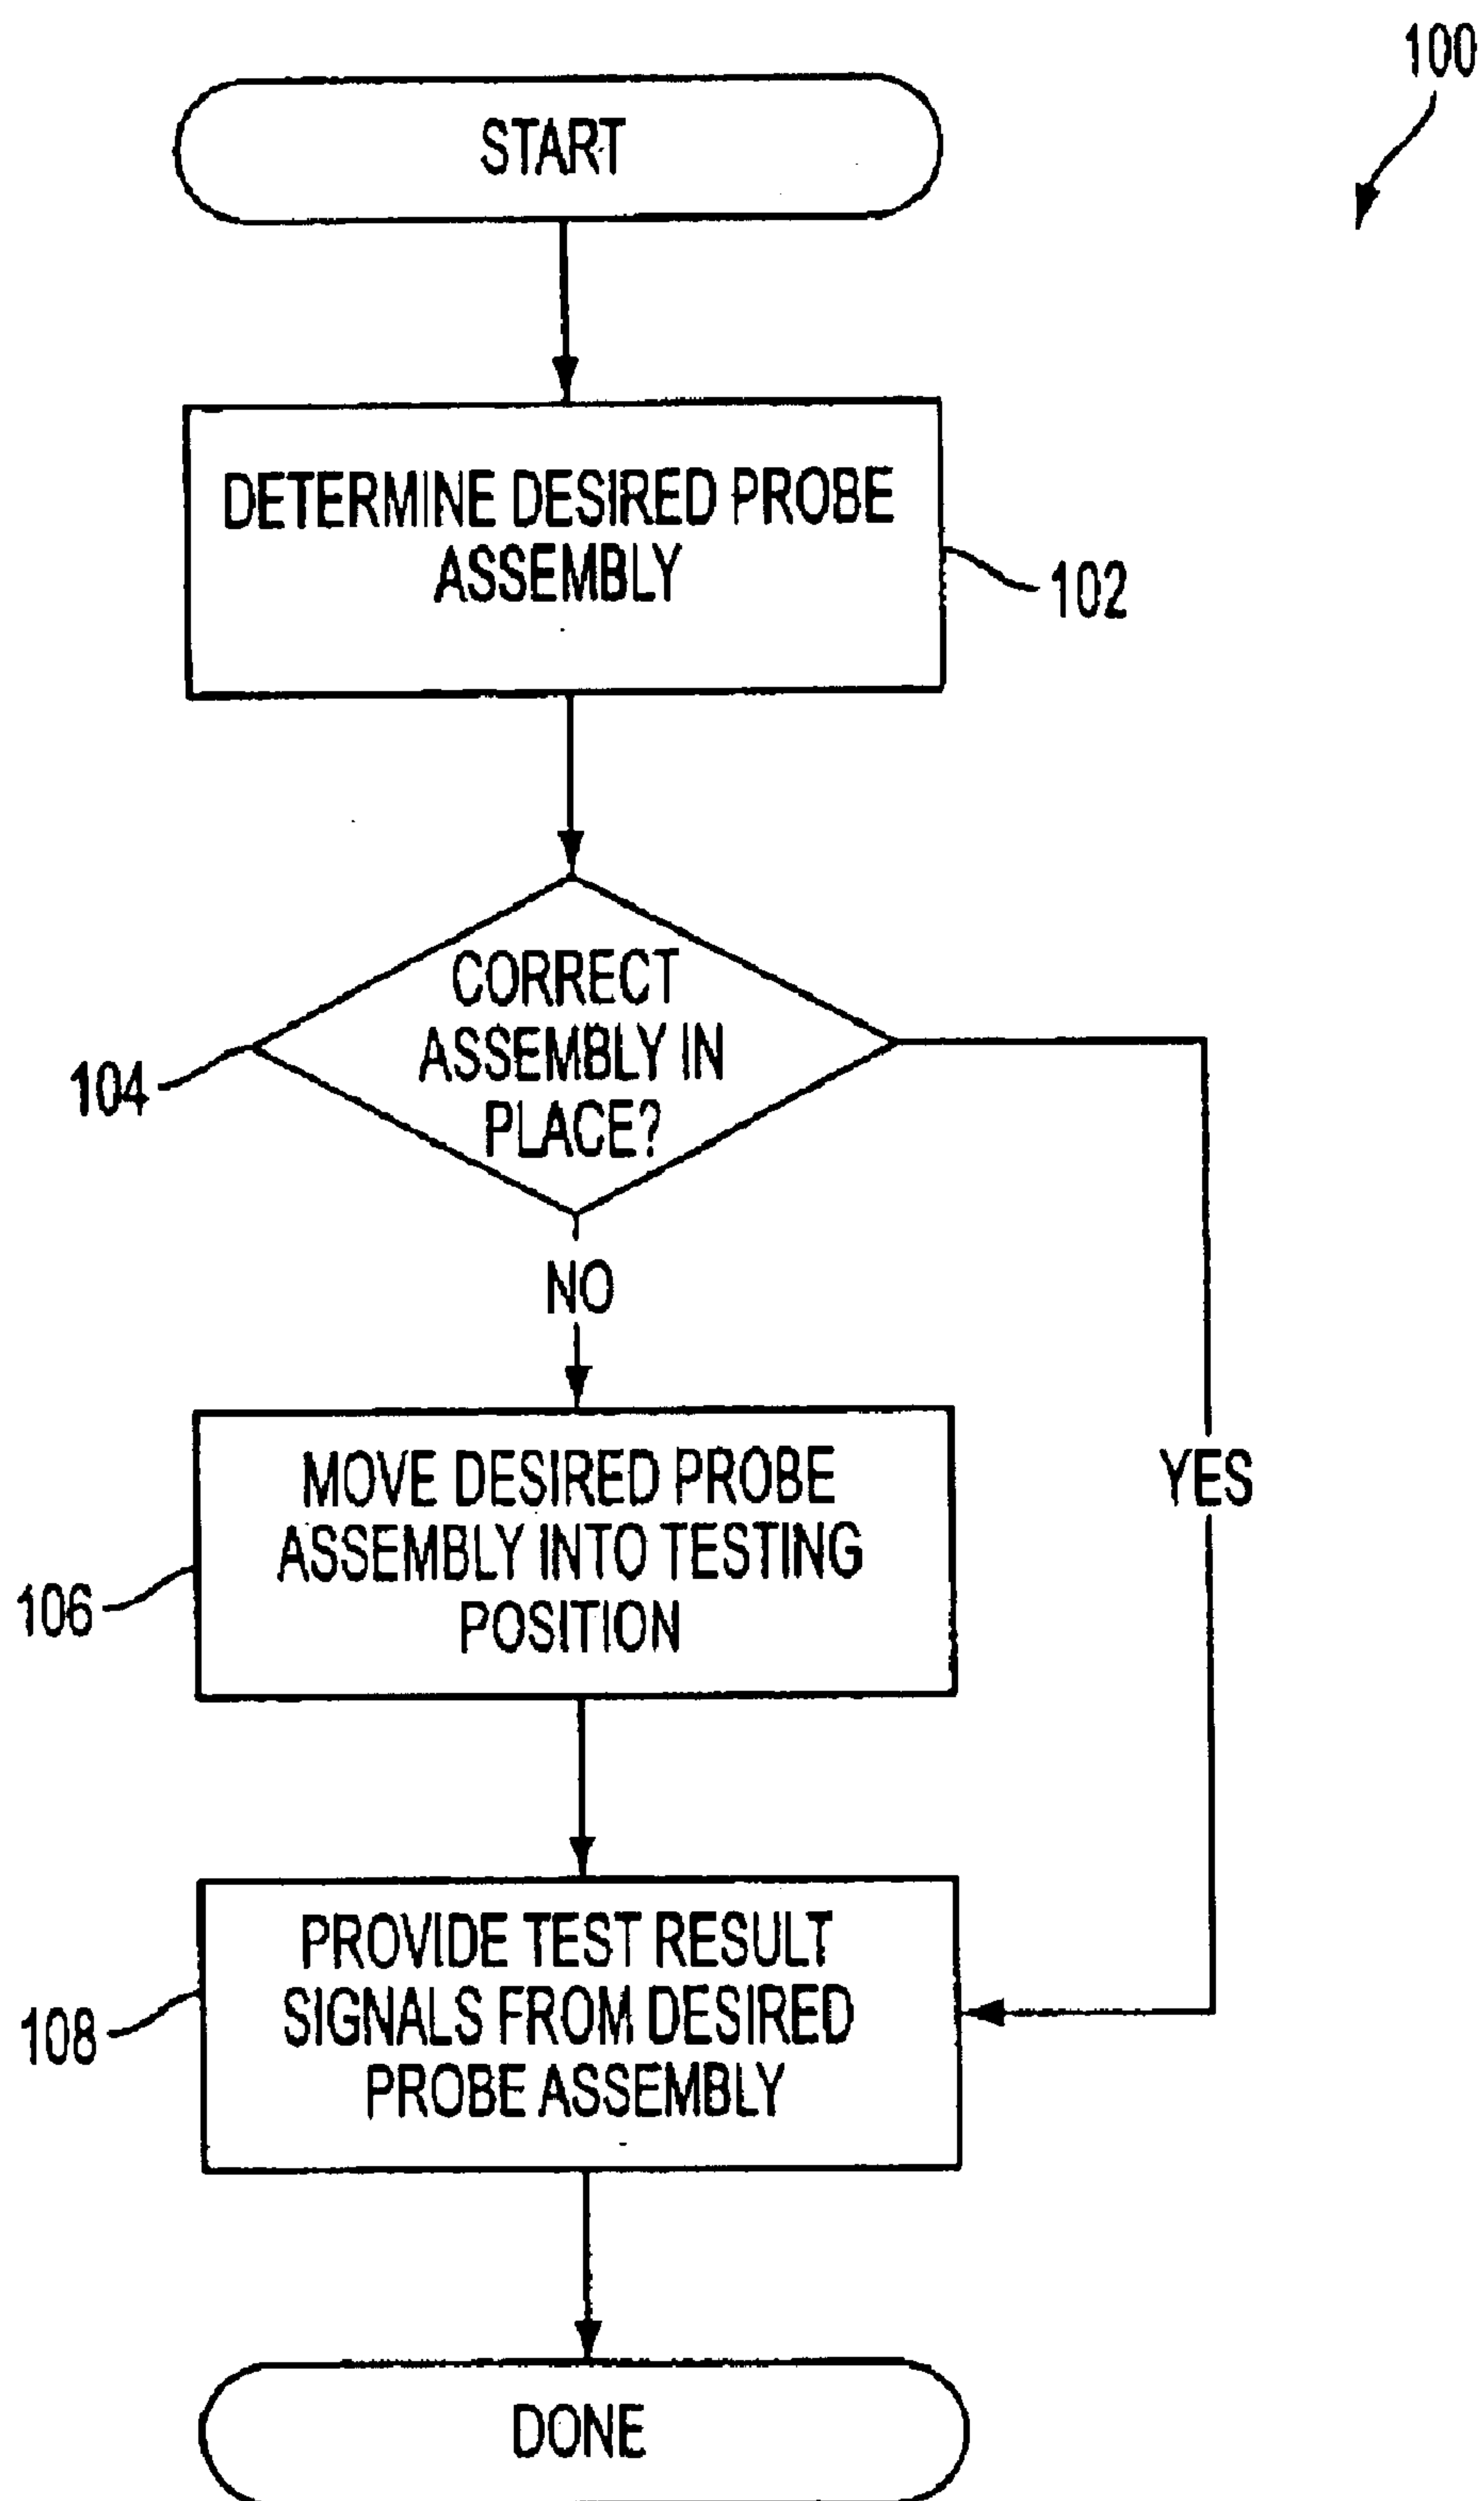 100
START
DETERMINE DESIRED PROBE
ASSEMBLY
102
CORRECT
ASSEMBLY IN
PLACE?
104
NO
MOVE DESIRED PROBE
ASSEMBLY INTO TESTING
POSITION
YES
106
PROVIDE TEST RESULT
SIGNALS FROM DESIRED
PROBE ASSEMBLY
108
DONE